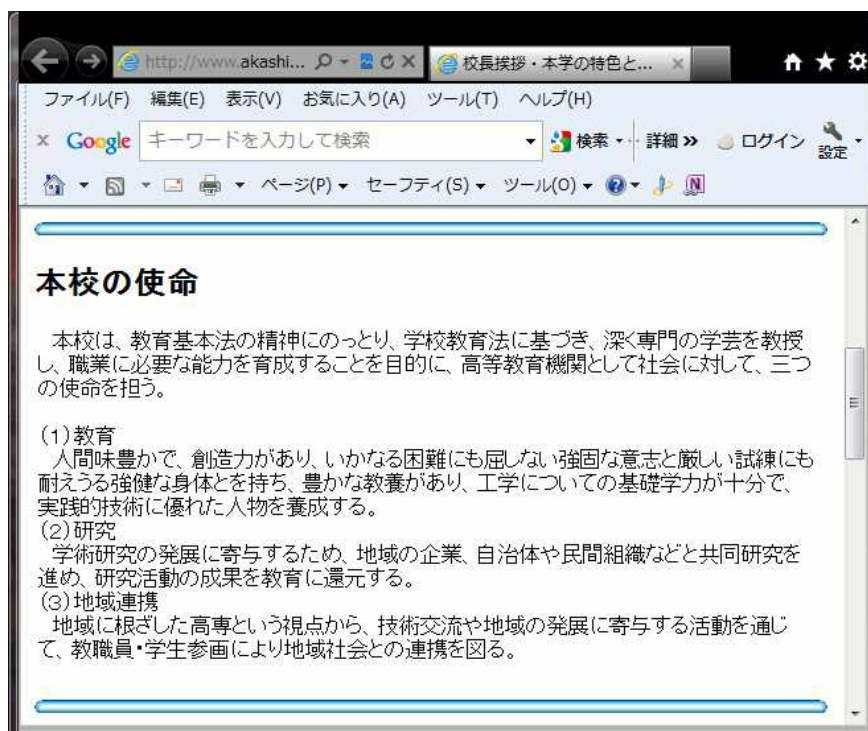 http://www.akashi...
校長挨拶・本学の特色と...
ファイル(F) 編集(E) 表示(V) お気に入り(A) ツール(T) ヘルプ(H)
x Google キーワードを入力して検索 検索 詳細 » ログイン 設定
ページ(P) セーフティ(S) ツール(O)
本校の使命
本校は、教育基本法の精神にのっとり、学校教育法に基づき、深く専門の学芸を教授
し、職業に必要な能力を育成することを目的に、高等教育機関として社会に対して、三つ
の使命を担う。
(1)教育
人間味豊かで、創造力があり、いかなる困難にも屈しない強固な意志と厳しい試練にも
耐えうる強健な身体とを持ち、豊かな教養があり、工学についての基礎学力が十分で、
実践的技術に優れた人物を養成する。
(2)研究
学術研究の発展に寄与するため、地域の企業、自治体や民間組織などと共同研究を
進め、研究活動の成果を教育に還元する。
(3)地域連携
地域に根ざした高専という視点から、技術交流や地域の発展に寄与する活動を通じ
て、教職員・学生参画により地域社会との連携を図る。